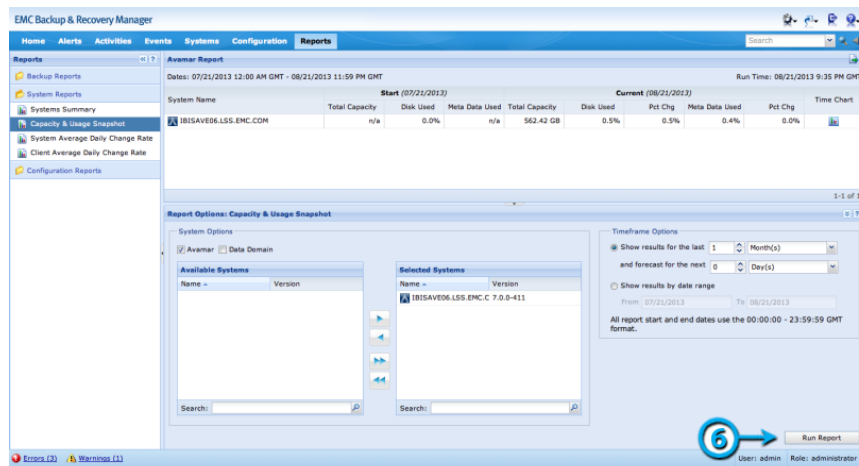 EMC Backup & Recovery Manager
Home Alerts Activities Events Systems Configuration Reports Search
Reports
Backup Reports
System Reports
Systems Summary
Capacity & Usage Snapshot
System Average Daily Change Rate
Client Average Daily Change Rate
Configuration Reports
Avamar Report
Dates: 07/21/2013 12:00 AM GMT - 08/21/2013 11:59 PM GMT Run Time: 08/21/2013 9:35 PM GMT
System Name Start (07/21/2013) Current (08/21/2013) Time Chart
Total Capacity Disk Used Meta Data Used Total Capacity Disk Used Pct Chg Meta Data Used Pct Chg
IBISAVE06.LSS.EMC.COM n/a 0.0% n/a 562.42 GB 0.5% 0.5% 0.4% 0.0%
1-1 of 1
Report Options: Capacity & Usage Snapshot
System Options
Avamar Data Domain
Available Systems
Name Version
Search:
Selected Systems
Name Version
IBISAVE06.LSS.EMC.C 7.0.0-411
Search:
Timeframe Options
Show results for the last 1 Month(s)
and forecast for the next 0 Day(s)
Show results by date range
From 07/21/2013 To 08/21/2013
All report start and end dates use the 00:00:00 - 23:59:59 GMT
format.
6
Run Report
Errors (3) Warnings (1) User: admin Role: administrator